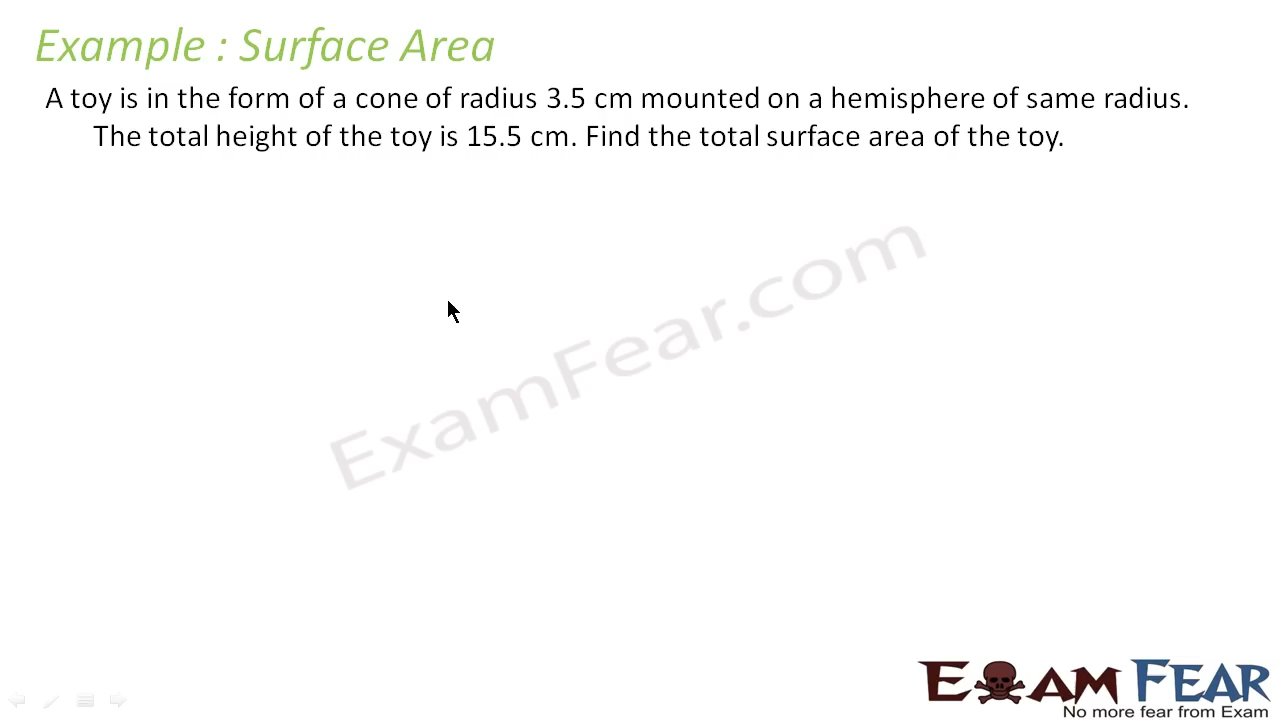 Example : Surface Area
A toy is in the form of a cone of radius 3.5 cm mounted on a hemisphere of same radius.
The total height of the toy is 15.5 cm. Find the total surface area of the toy.
ExamFear.com
EXAM FEAR
No more fear from Exam